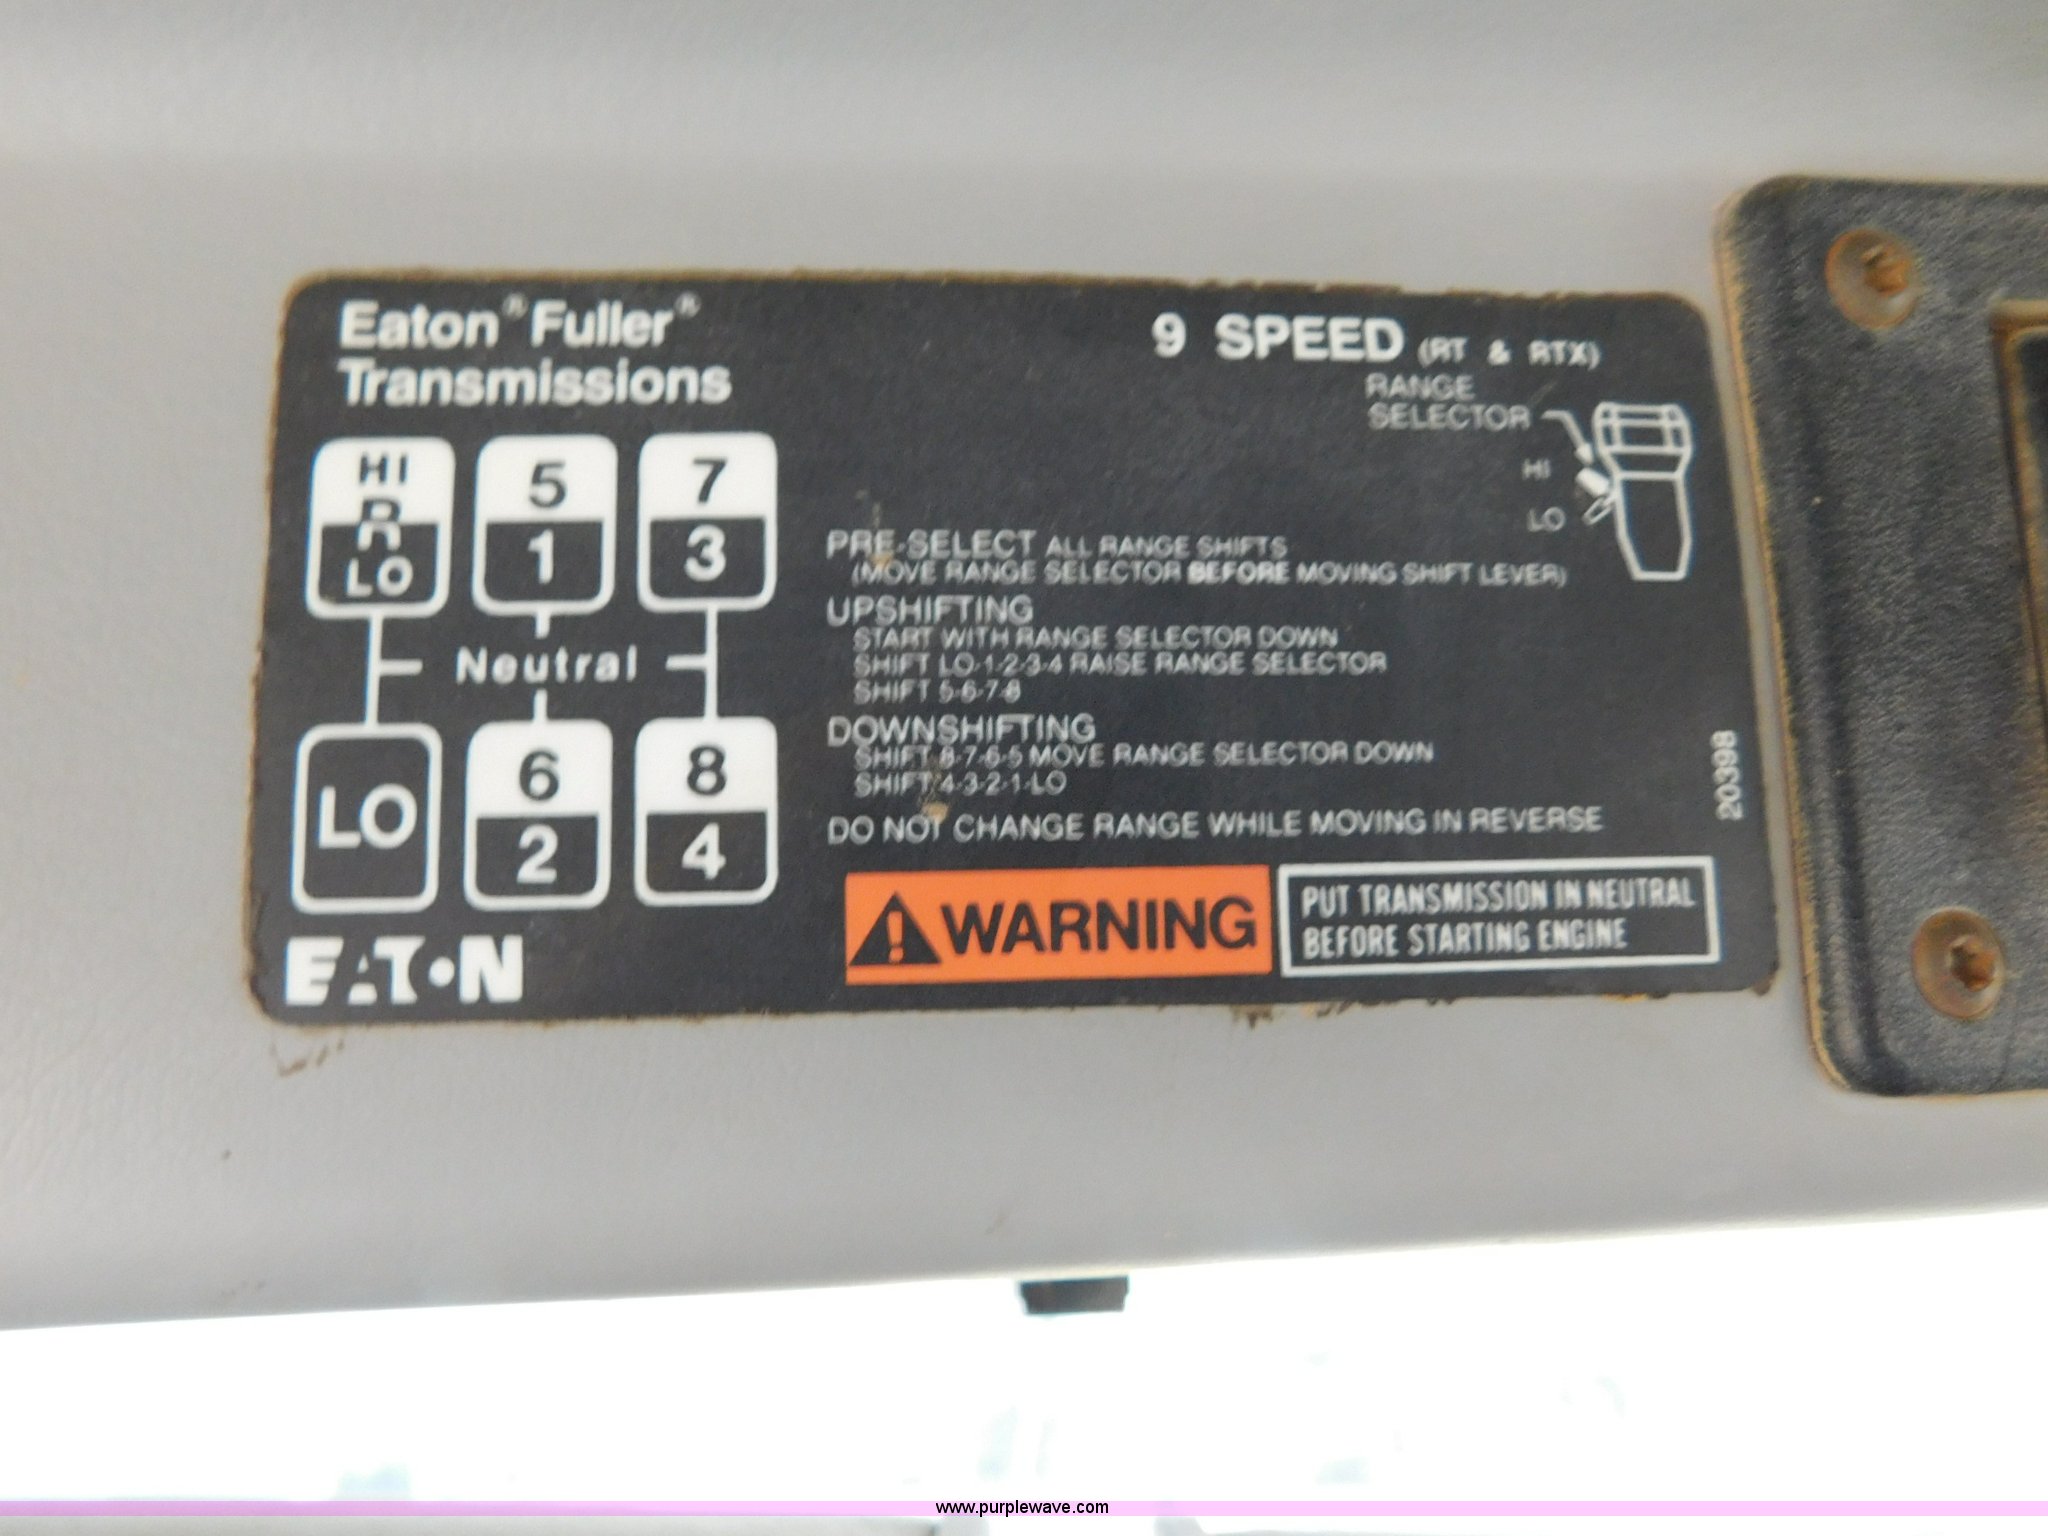 Eaton® Fuller®
Transmissions
9 SPEED (RT & RTX)
RANGE
SELECTOR
HI
LO
HI
R
LO
5
1
7
3
Neutral
LO
6
2
8
4
PRE-SELECT ALL RANGE SHIFTS
(MOVE RANGE SELECTOR BEFORE MOVING SHIFT LEVER)
UPSHIFTING
START WITH RANGE SELECTOR DOWN
SHIFT LO-1-2-3-4 RAISE RANGE SELECTOR
SHIFT 5-6-7-8
DOWNSHIFTING
SHIFT 8-7-6-5 MOVE RANGE SELECTOR DOWN
SHIFT 4-3-2-1-LO
DO NOT CHANGE RANGE WHILE MOVING IN REVERSE
20398
WARNING
PUT TRANSMISSION IN NEUTRAL
BEFORE STARTING ENGINE
EAT•N
www.purplewave.com